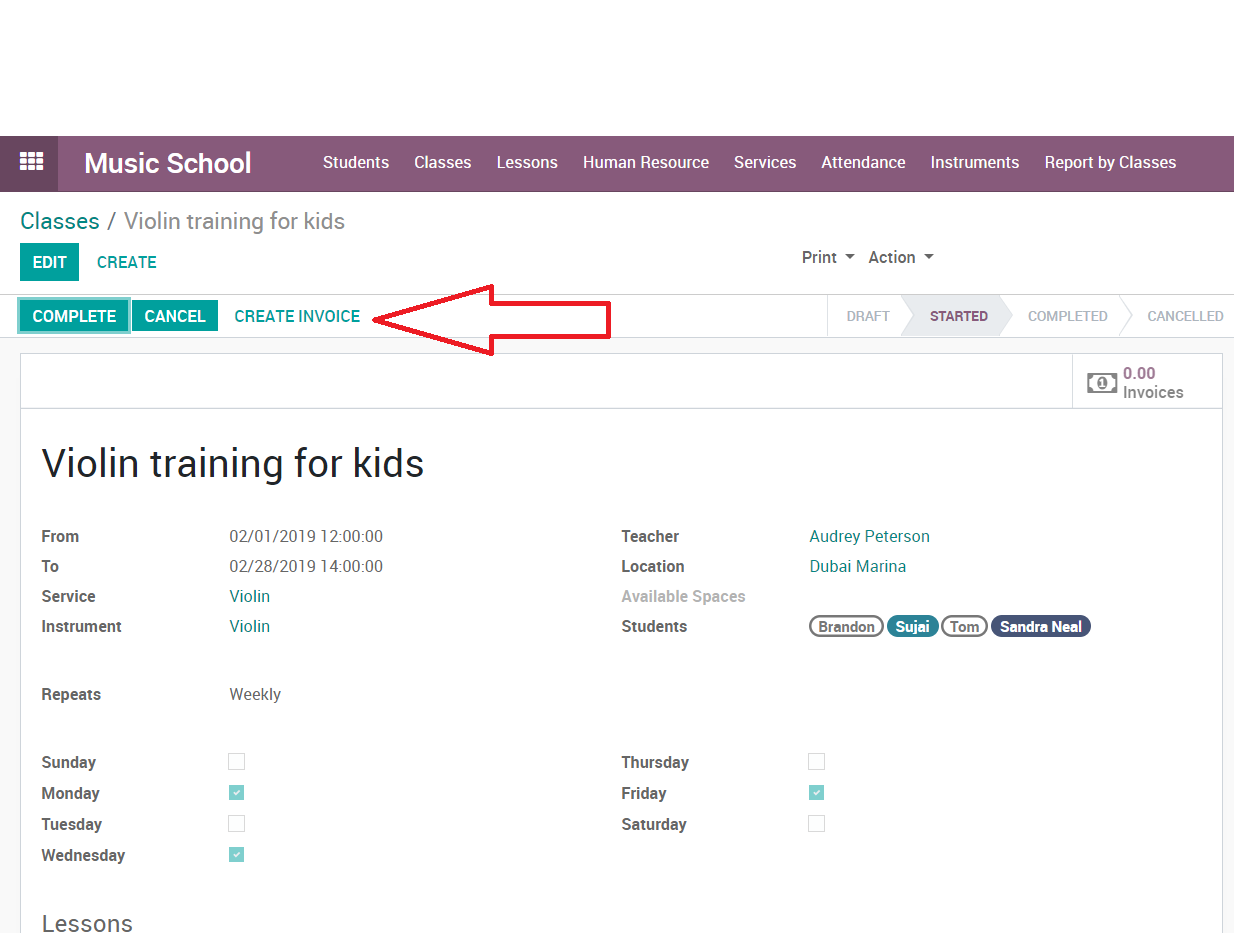 Music School Students Classes Lessons Human Resource Services Attendance Instruments Report by Classes
Classes / Violin training for kids
EDIT CREATE Print Action
COMPLETE CANCEL CREATE INVOICE DRAFT STARTED COMPLETED CANCELLED
1 0.00
Invoices
Violin training for kids
From 02/01/2019 12:00:00 Teacher Audrey Peterson
To 02/28/2019 14:00:00 Location Dubai Marina
Service Violin Available Spaces
Instrument Violin Students Brandon Sujai Tom Sandra Neal
Repeats Weekly
Sunday Thursday
Monday Friday
Tuesday Saturday
Wednesday
Lessons